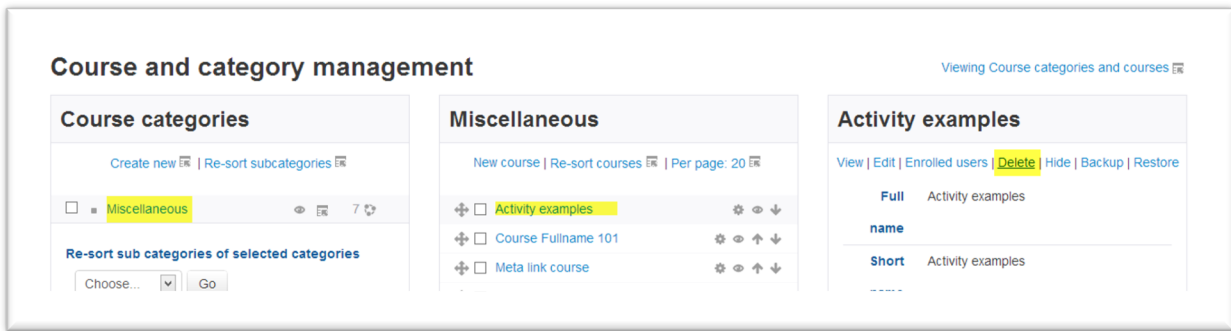 Course and category management
Viewing Course categories and courses
Course categories
Create new | Re-sort subcategories
Miscellaneous 7
Re-sort sub categories of selected categories
Choose... Go
Miscellaneous
New course | Re-sort courses | Per page: 20
Activity examples
Course Fullname 101
Meta link course
Activity examples
View | Edit | Enrolled users | Delete | Hide | Backup | Restore
Full name Activity examples
Short Activity examples